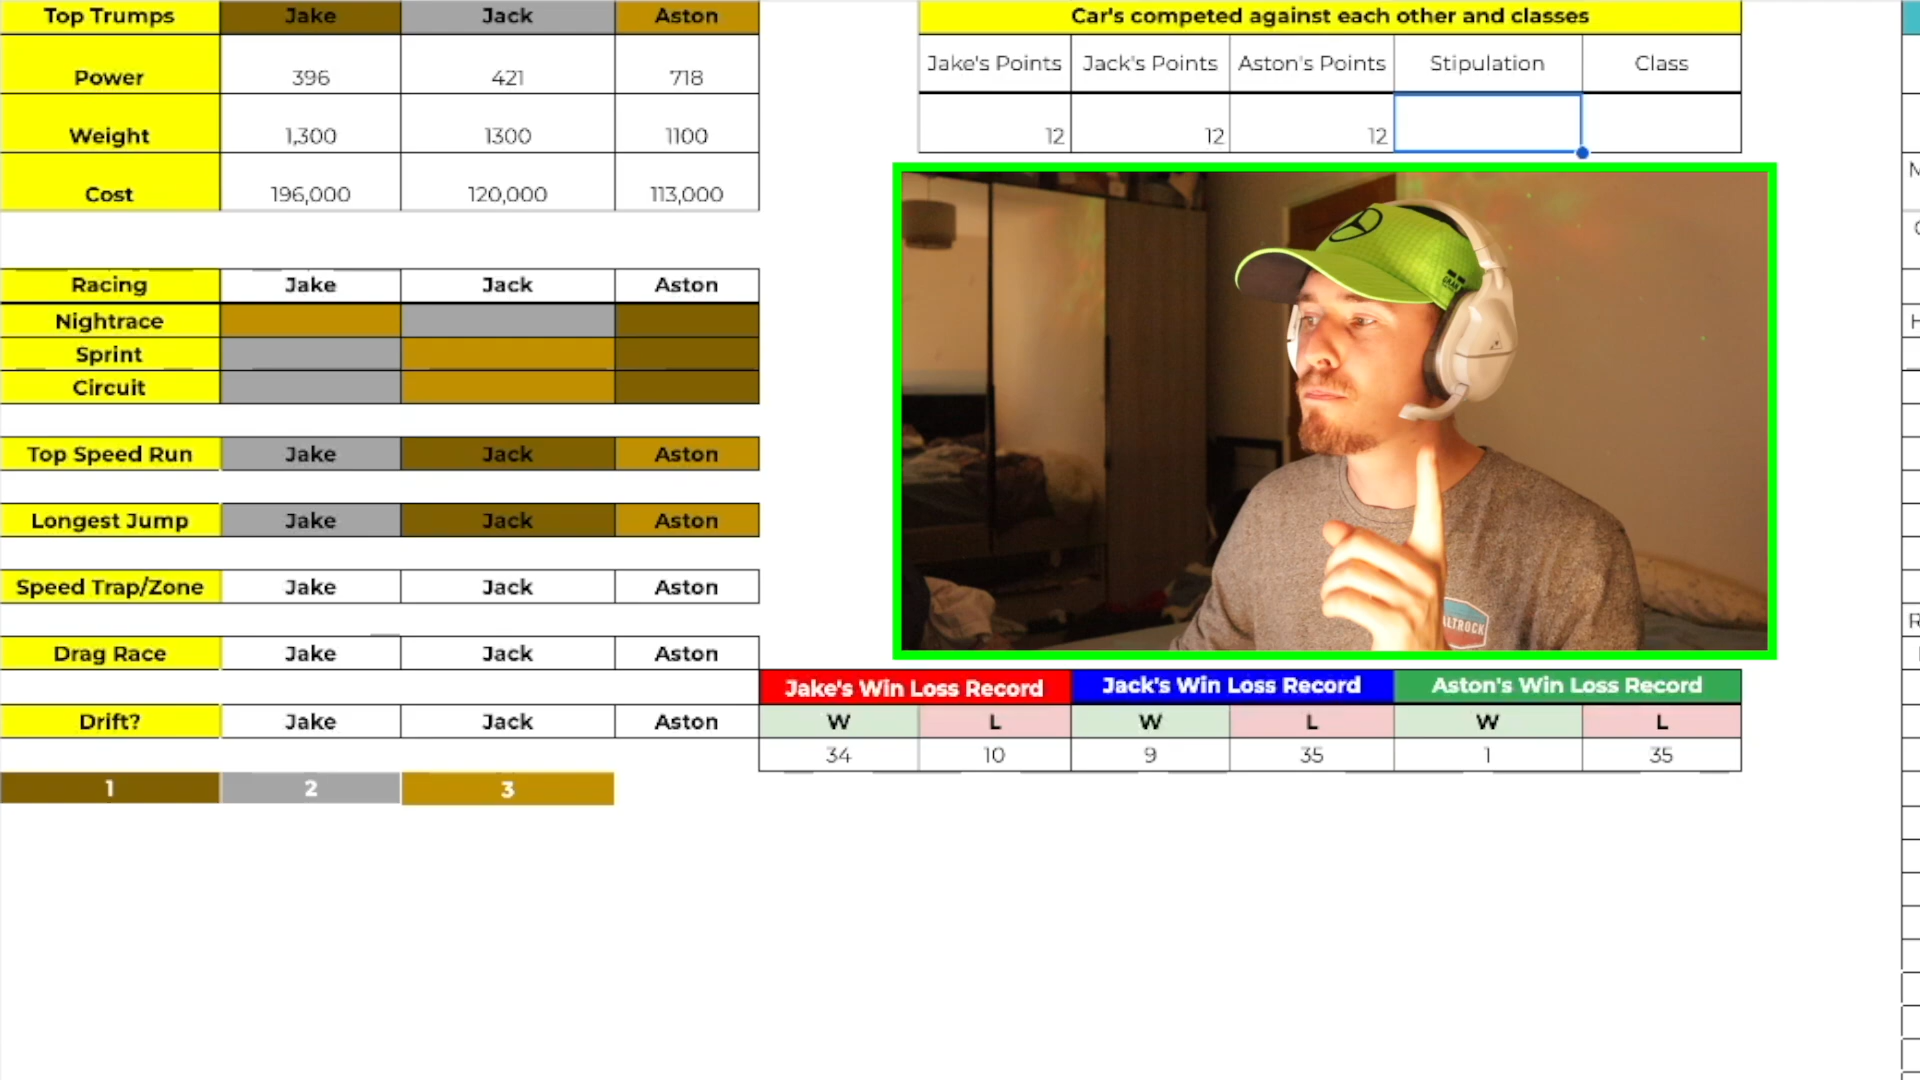 Top Trumps Jake Jack Aston
Power 396 421 718
Weight 1,300 1300 1100
Cost 196,000 120,000 113,000
Racing Jake Jack Aston
Nightrace
Sprint
Circuit
Top Speed Run Jake Jack Aston
Longest Jump Jake Jack Aston
Speed Trap/Zone Jake Jack Aston
Drag Race Jake Jack Aston
Drift? Jake Jack Aston
1 2 3
Car's competed against each other and classes
Jake's Points Jack's Points Aston's Points Stipulation Class
12 12 12
ALTROCK
Jake's Win Loss Record Jack's Win Loss Record Aston's Win Loss Record
W L W L W L
34 10 9 35 1 35